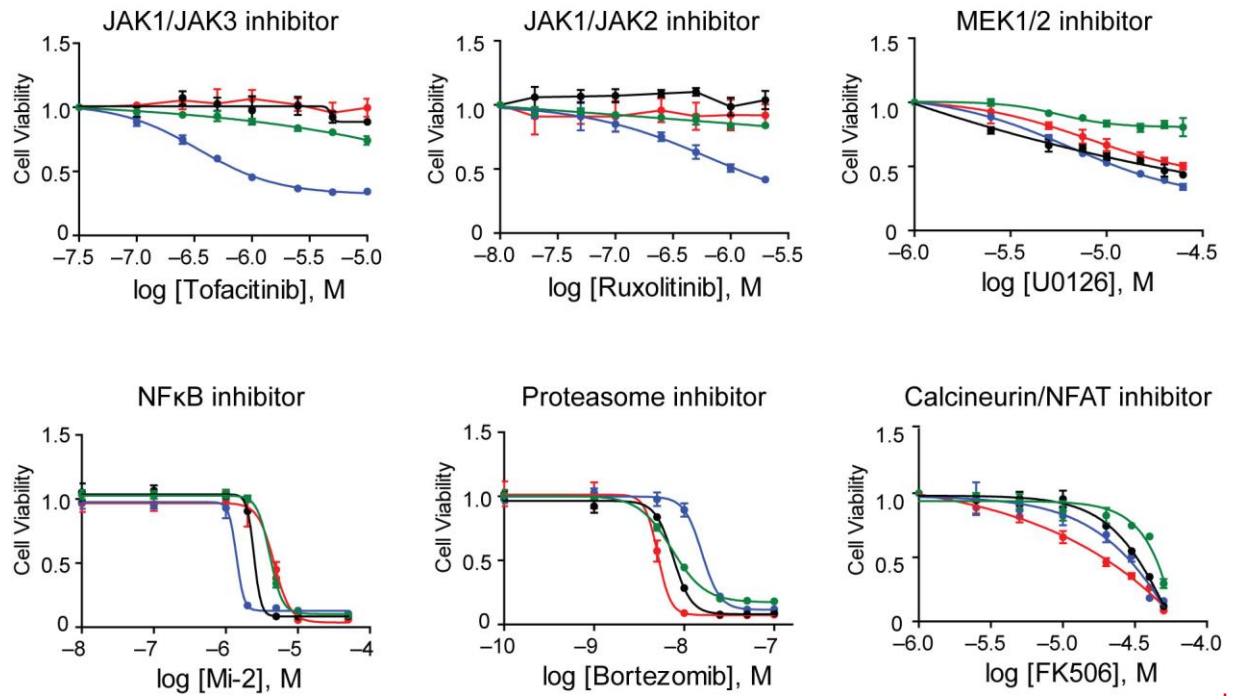 JAK1/JAK3 inhibitor
Cell Viability
1.5
1.0
0.5
0
–7.5 –7.0 –6.5 –6.0 –5.5 –5.0
log [Tofacitinib], M
JAK1/JAK2 inhibitor
Cell Viability
1.5
1.0
0.5
0
–8.0 –7.5 –7.0 –6.5 –6.0 –5.5
log [Ruxolitinib], M
MEK1/2 inhibitor
Cell Viability
1.5
1.0
0.5
0
–6.0 –5.5 –5.0 –4.5
log [U0126], M
NFκB inhibitor
Cell Viability
1.5
1.0
0.5
0
–8 –7 –6 –5 –4
log [Mi-2], M
Proteasome inhibitor
Cell Viability
1.5
1.0
0.5
0
–10 –9 –8 –7
log [Bortezomib], M
Calcineurin/NFAT inhibitor
Cell Viability
1.5
1.0
0.5
0
–6.0 –5.5 –5.0 –4.5 –4.0
log [FK506], M